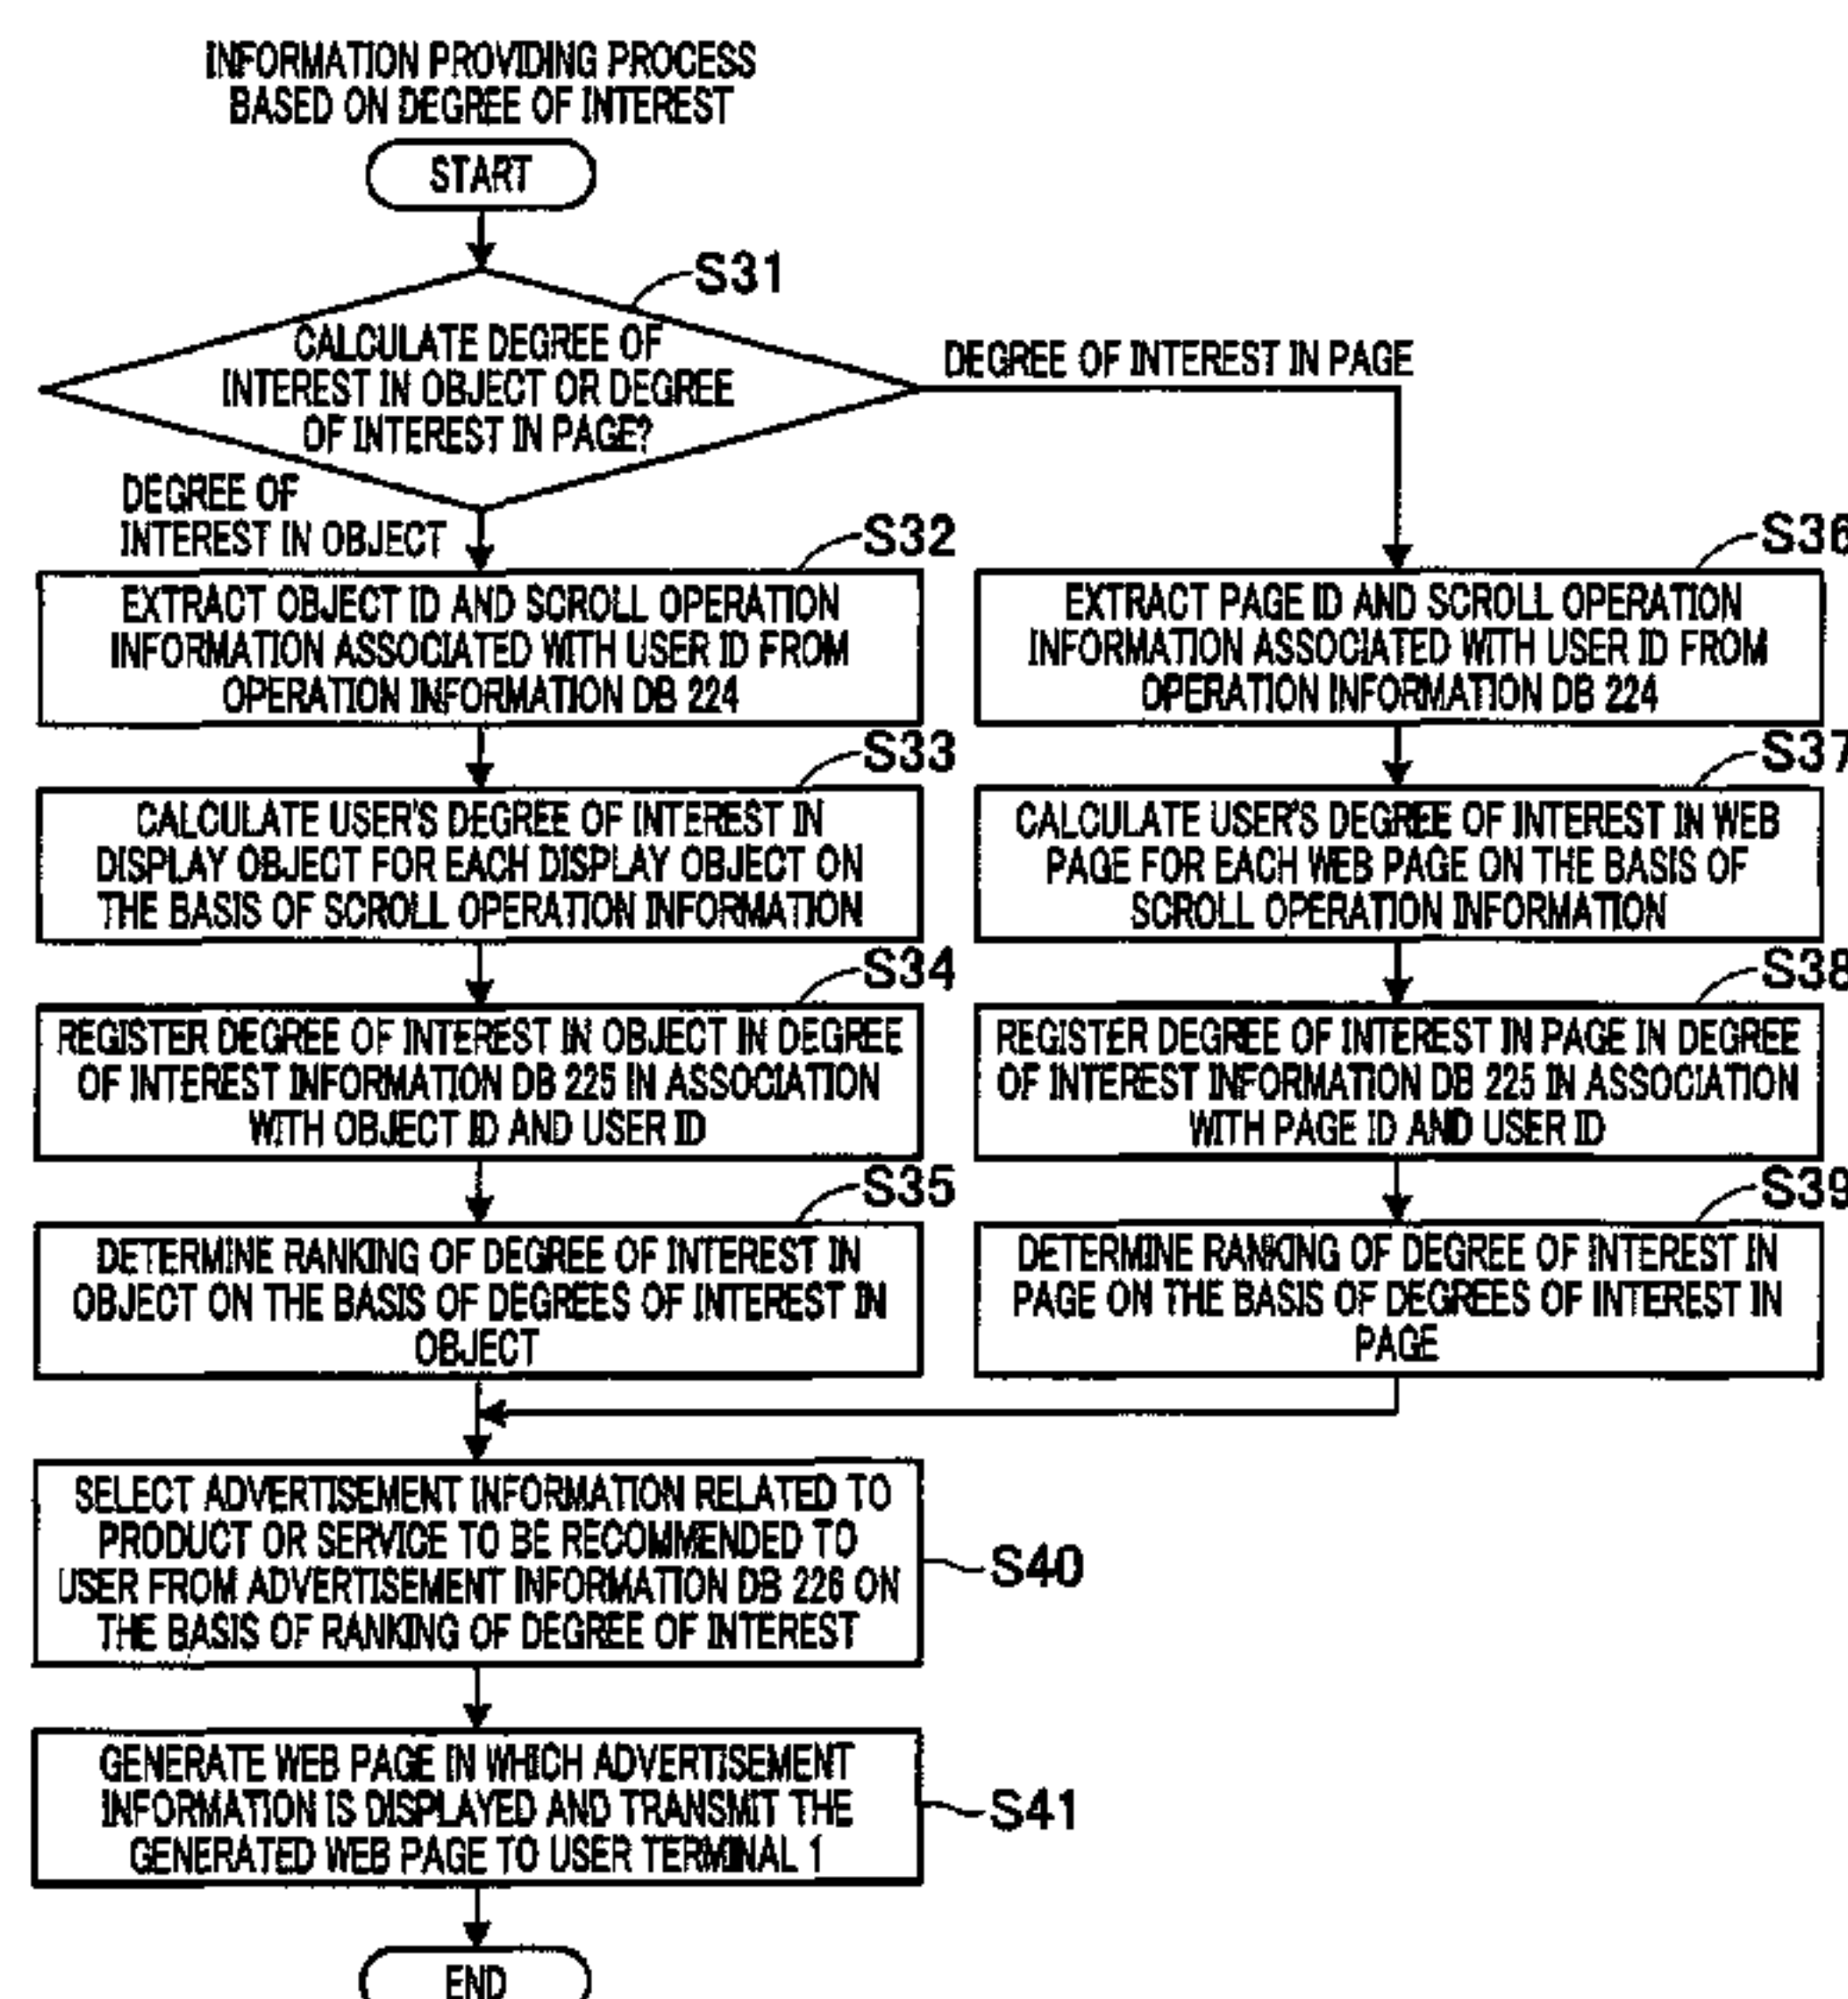 INFORMATION PROVIDING PROCESS
BASED ON DEGREE OF INTEREST
START
S31
CALCULATE DEGREE OF
INTEREST IN OBJECT OR DEGREE
OF INTEREST IN PAGE?
DEGREE OF INTEREST IN PAGE
DEGREE OF
INTEREST IN OBJECT
S32
EXTRACT OBJECT ID AND SCROLL OPERATION
INFORMATION ASSOCIATED WITH USER ID FROM
OPERATION INFORMATION DB 224
S33
CALCULATE USER'S DEGREE OF INTEREST IN
DISPLAY OBJECT FOR EACH DISPLAY OBJECT ON
THE BASIS OF SCROLL OPERATION INFORMATION
S34
REGISTER DEGREE OF INTEREST IN OBJECT IN DEGREE
OF INTEREST INFORMATION DB 225 IN ASSOCIATION
WITH OBJECT ID AND USER ID
S35
DETERMINE RANKING OF DEGREE OF INTEREST IN
OBJECT ON THE BASIS OF DEGREES OF INTEREST IN
OBJECT
S36
EXTRACT PAGE ID AND SCROLL OPERATION
INFORMATION ASSOCIATED WITH USER ID FROM
OPERATION INFORMATION DB 224
S37
CALCULATE USER'S DEGREE OF INTEREST IN WEB
PAGE FOR EACH WEB PAGE ON THE BASIS OF
SCROLL OPERATION INFORMATION
S38
REGISTER DEGREE OF INTEREST IN PAGE IN DEGREE
OF INTEREST INFORMATION DB 225 IN ASSOCIATION
WITH PAGE ID AND USER ID
S39
DETERMINE RANKING OF DEGREE OF INTEREST IN
PAGE ON THE BASIS OF DEGREES OF INTEREST IN
PAGE
SELECT ADVERTISEMENT INFORMATION RELATED TO
PRODUCT OR SERVICE TO BE RECOMMENDED TO
USER FROM ADVERTISEMENT INFORMATION DB 226 ON
THE BASIS OF RANKING OF DEGREE OF INTEREST
S40
GENERATE WEB PAGE IN WHICH ADVERTISEMENT
INFORMATION IS DISPLAYED AND TRANSMIT THE
GENERATED WEB PAGE TO USER TERMINAL 1
S41
END